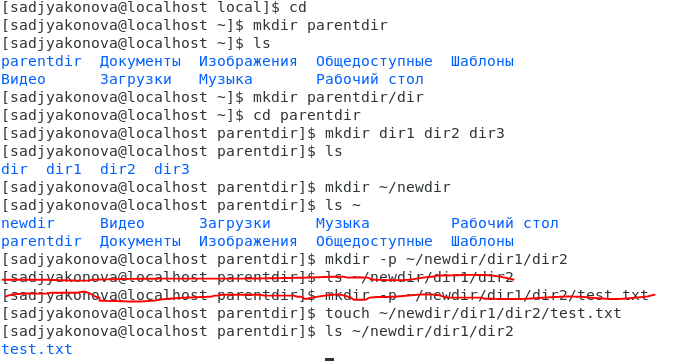 [sadjyakonova@localhost local]$ cd
[sadjyakonova@localhost ~]$ mkdir parentdir
[sadjyakonova@localhost ~]$ ls
parentdir  Документы  Изображения  Общедоступные  Шаблоны
Видео      Загрузки   Музыка       Рабочий стол
[sadjyakonova@localhost ~]$ mkdir parentdir/dir
[sadjyakonova@localhost ~]$ cd parentdir
[sadjyakonova@localhost parentdir]$ mkdir dir1 dir2 dir3
[sadjyakonova@localhost parentdir]$ ls
dir  dir1  dir2  dir3
[sadjyakonova@localhost parentdir]$ mkdir ~/newdir
[sadjyakonova@localhost parentdir]$ ls ~
newdir     Видео      Загрузки     Музыка         Рабочий стол
parentdir  Документы  Изображения  Общедоступные  Шаблоны
[sadjyakonova@localhost parentdir]$ mkdir -p ~/newdir/dir1/dir2
[sadjyakonova@localhost parentdir]$ ls ~/newdir/dir1/dir2
[sadjyakonova@localhost parentdir]$ mkdir -p ~/newdir/dir1/dir2/test.txt
[sadjyakonova@localhost parentdir]$ touch ~/newdir/dir1/dir2/test.txt
[sadjyakonova@localhost parentdir]$ ls ~/newdir/dir1/dir2
test.txt